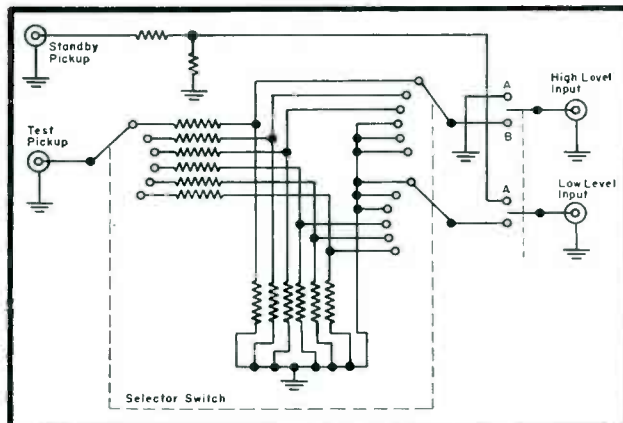 Standby
Pickup
Test
Pickup
A
B
High Level
Input
A
Low Level
Input
Selector Switch